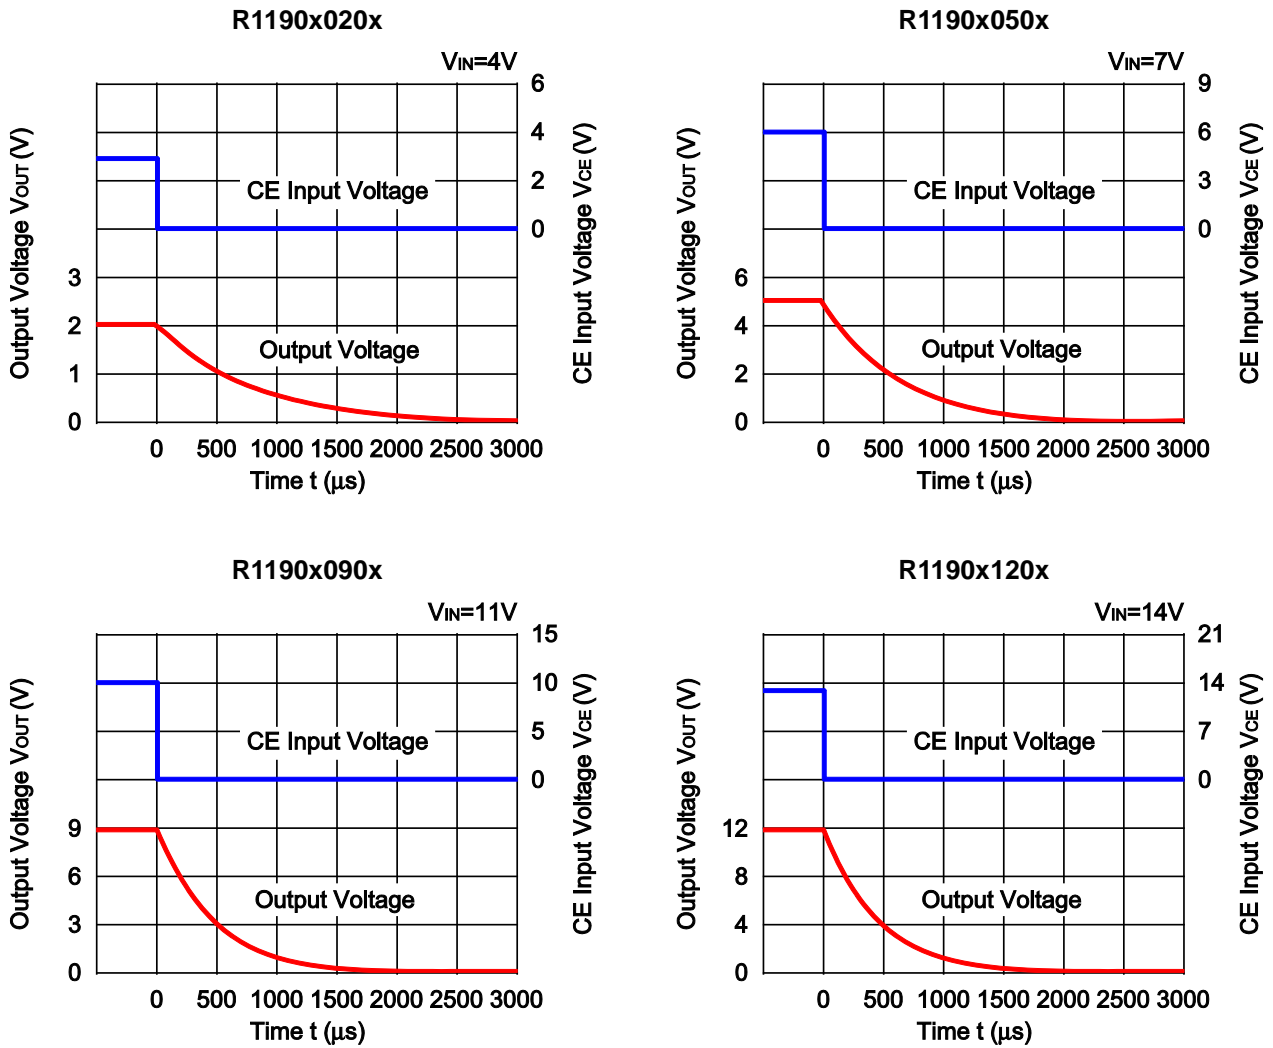 R1190x020x
VIN=4V
6
4
2
0
3
2
1
0
CE Input Voltage
Output Voltage
Output Voltage VOUT (V)
CE Input Voltage VCE (V)
0 500 1000 1500 2000 2500 3000
Time t (μs)
R1190x050x
VIN=7V
9
6
3
0
6
4
2
0
CE Input Voltage
Output Voltage
Output Voltage VOUT (V)
CE Input Voltage VCE (V)
0 500 1000 1500 2000 2500 3000
Time t (μs)
R1190x090x
VIN=11V
15
10
5
0
9
6
3
0
CE Input Voltage
Output Voltage
Output Voltage VOUT (V)
CE Input Voltage VCE (V)
0 500 1000 1500 2000 2500 3000
Time t (μs)
R1190x120x
VIN=14V
21
14
7
0
12
8
4
0
CE Input Voltage
Output Voltage
Output Voltage VOUT (V)
CE Input Voltage VCE (V)
0 500 1000 1500 2000 2500 3000
Time t (μs)